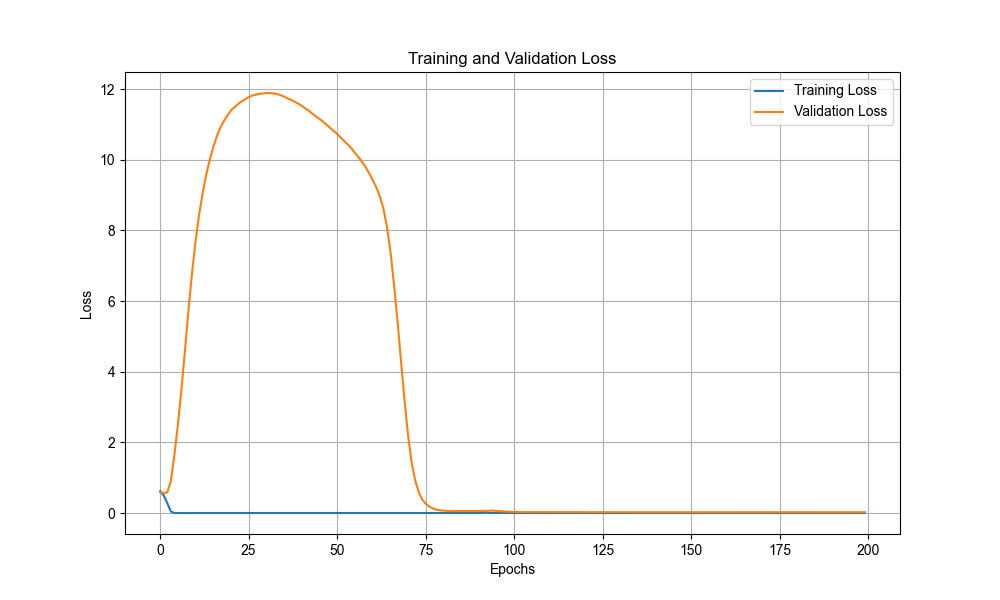 Training and Validation Loss
Training Loss
Validation Loss
12
10
8
6
4
2
0
Loss
0 25 50 75 100 125 150 175 200
Epochs